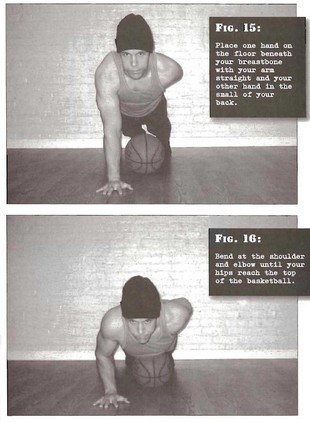 FIG. 15:
Place one hand on
the floor beneath
your breastbone
with your arm
straight and your
other hand in the
small of your
back.
FIG. 16:
Bend at the shoulder
and elbow until your
hips reach the top
of the basketball.